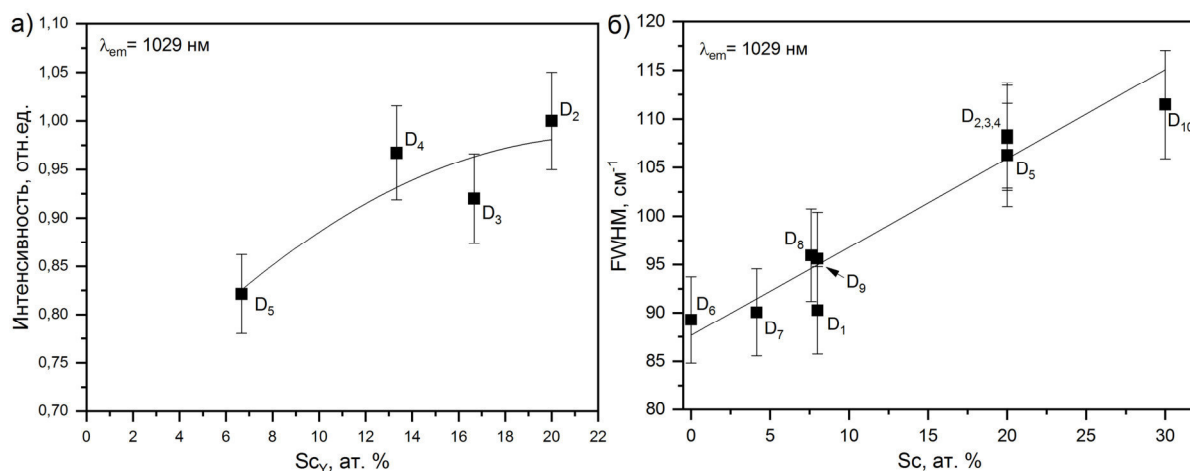 а)
λem= 1029 нм
Интенсивность, отн.ед.
1,10
1,05
1,00
0,95
0,90
0,85
0,80
0,75
0,70
D5
D4
D3
D2
0 2 4 6 8 10 12 14 16 18 20 22
ScY, ат. %
б)
λem= 1029 нм
FWHM, см-1
115
110
105
100
95
90
85
80
D6
D7
D8
D9
D1
D2,3,4
D5
D10
0 5 10 15 20 25 30
Sc, ат. %